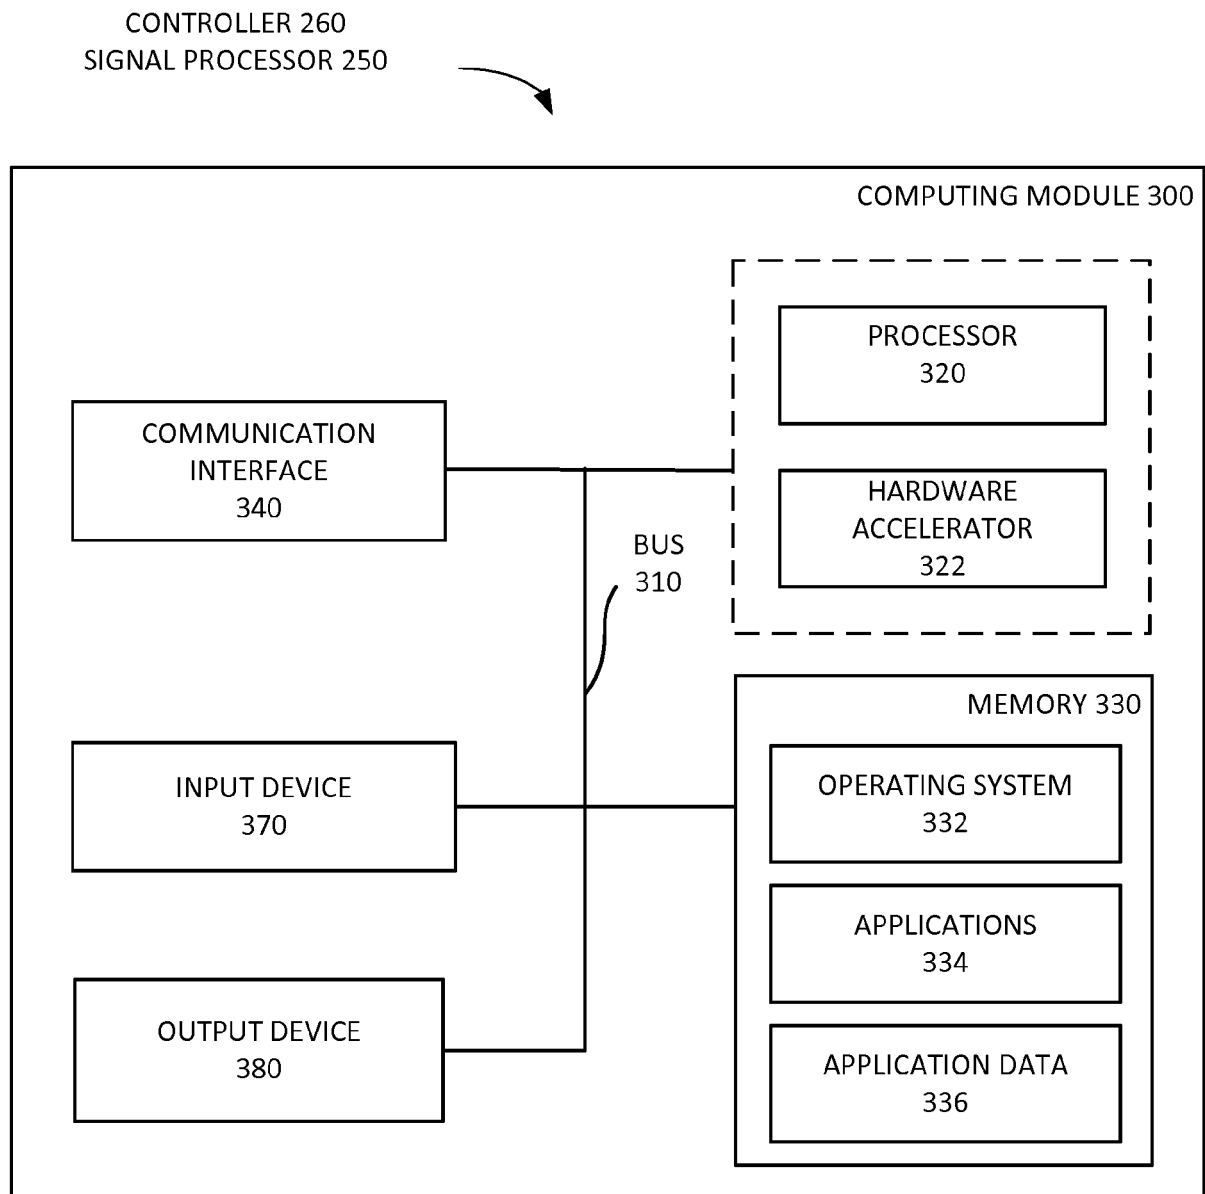 CONTROLLER 260
SIGNAL PROCESSOR 250
COMPUTING MODULE 300
PROCESSOR
320
HARDWARE
ACCELERATOR
322
COMMUNICATION
INTERFACE
340
BUS
310
MEMORY 330
INPUT DEVICE
370
OPERATING SYSTEM
332
APPLICATIONS
334
OUTPUT DEVICE
380
APPLICATION DATA
336